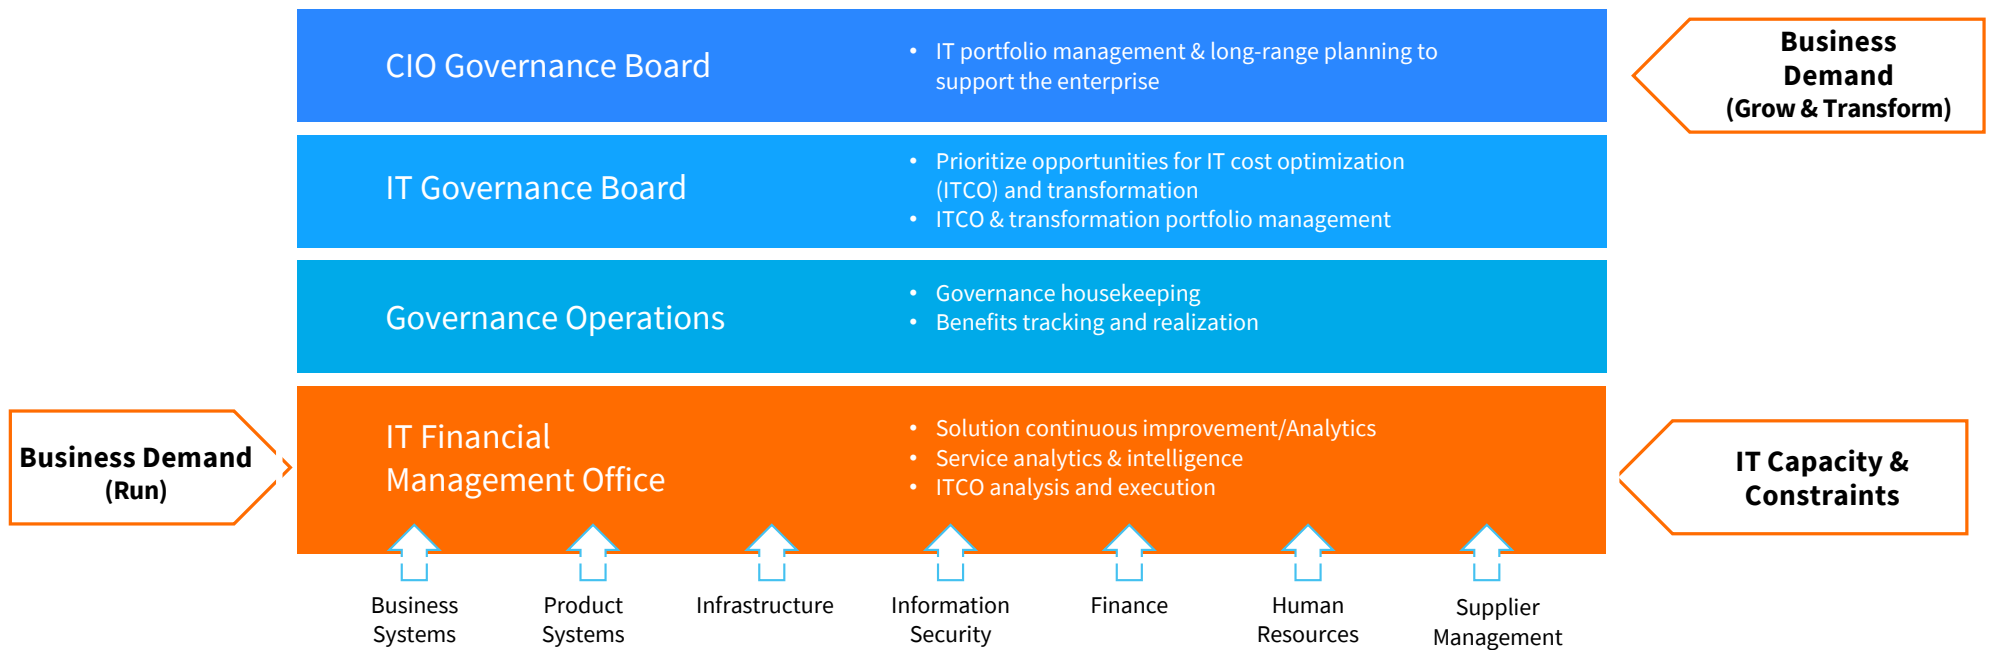 CIO Governance Board
• IT portfolio management & long-range planning to
support the enterprise
Business
Demand
(Grow & Transform)
IT Governance Board
• Prioritize opportunities for IT cost optimization
(ITCO) and transformation
• ITCO & transformation portfolio management
Governance Operations
• Governance housekeeping
• Benefits tracking and realization
Business Demand
(Run)
IT Financial
Management Office
• Solution continuous improvement/Analytics
• Service analytics & intelligence
• ITCO analysis and execution
IT Capacity &
Constraints
Business
Systems
Product
Systems
Infrastructure
Information
Security
Finance
Human
Resources
Supplier
Management